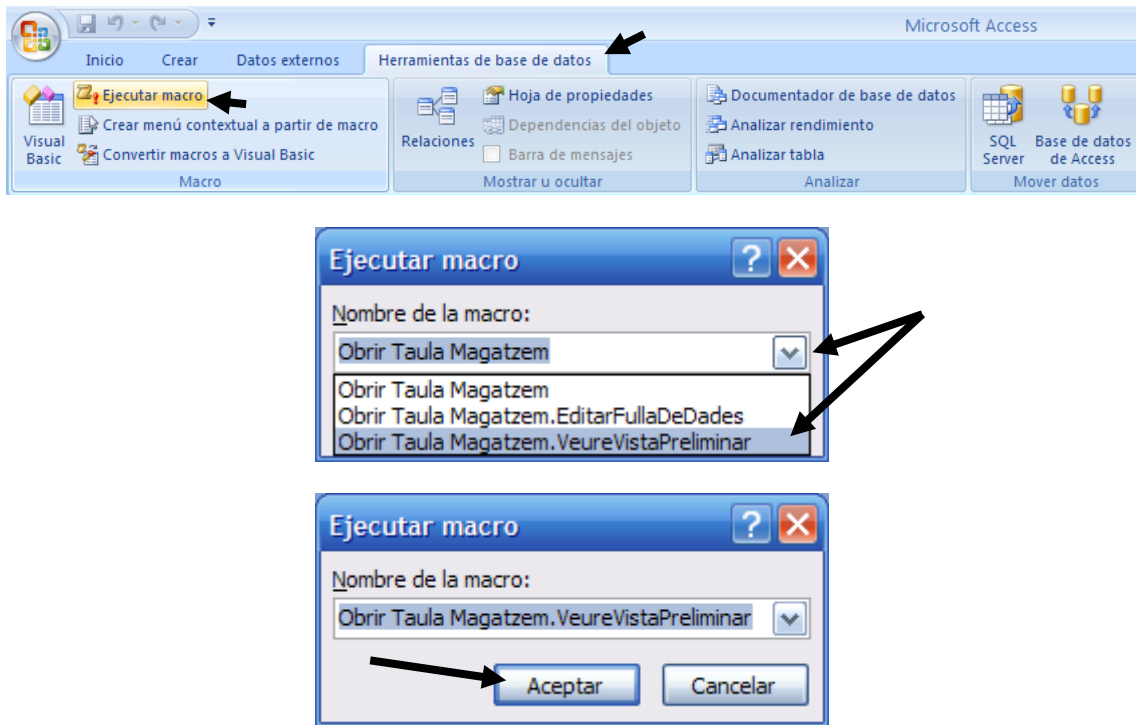 Microsoft Access
Inicio Crear Datos externos Herramientas de base de datos
Visual Basic
Ejecutar macro
Crear menú contextual a partir de macro
Convertir macros a Visual Basic
Macro
Relaciones
Hoja de propiedades
Dependencias del objeto
Barra de mensajes
Mostrar u ocultar
Documentador de base de datos
Analizar rendimiento
Analizar tabla
Analizar
SQL Server
Base de datos de Access
Mover datos
Ejecutar macro
Nombre de la macro:
Obrir Taula Magatzem
Obrir Taula Magatzem
Obrir Taula Magatzem.EditarFullaDeDades
Obrir Taula Magatzem.VeureVistaPreliminar
Ejecutar macro
Nombre de la macro:
Obrir Taula Magatzem.VeureVistaPreliminar
Aceptar Cancelar